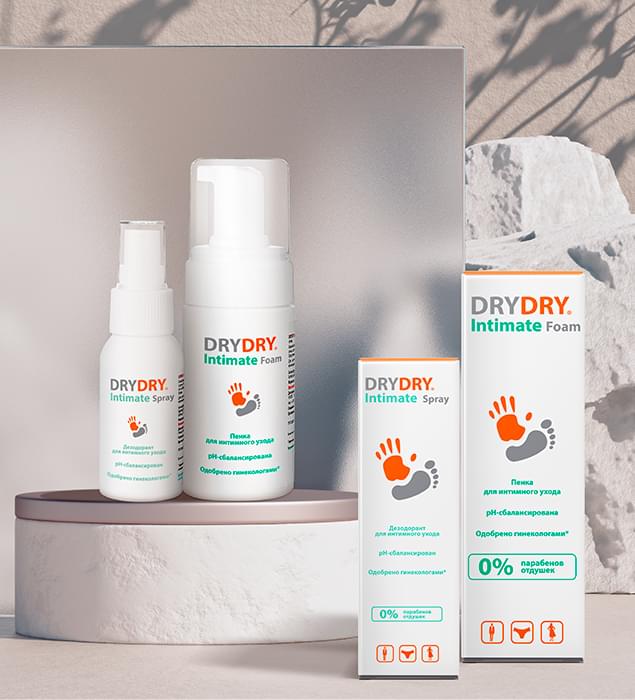 DRYDRY®
Intimate Spray
Дезодорант
для интимного ухода
pH-сбалансирован
Одобрено гинекологами*
DRYDRY®
Intimate Foam
Пенка
для интимного ухода
pH-сбалансирована
Одобрено гинекологами*
DRYDRY®
Intimate Spray
Дезодорант
для интимного ухода
pH-сбалансирован
Одобрено гинекологами*
0% парабенов
отдушек
DRYDRY®
Intimate Foam
Пенка
для интимного ухода
pH-сбалансирована
Одобрено гинекологами*
0% парабенов
отдушек